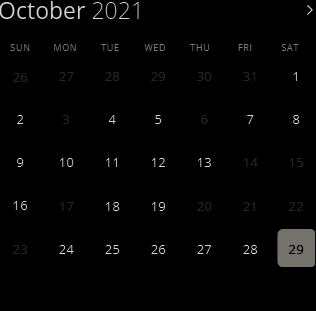 October 2021
SUN MON TUE WED THU FRI SAT
26 27 28 29 30 31 1
2 3 4 5 6 7 8
9 10 11 12 13 14 15
16 17 18 19 20 21 22
23 24 25 26 27 28 29